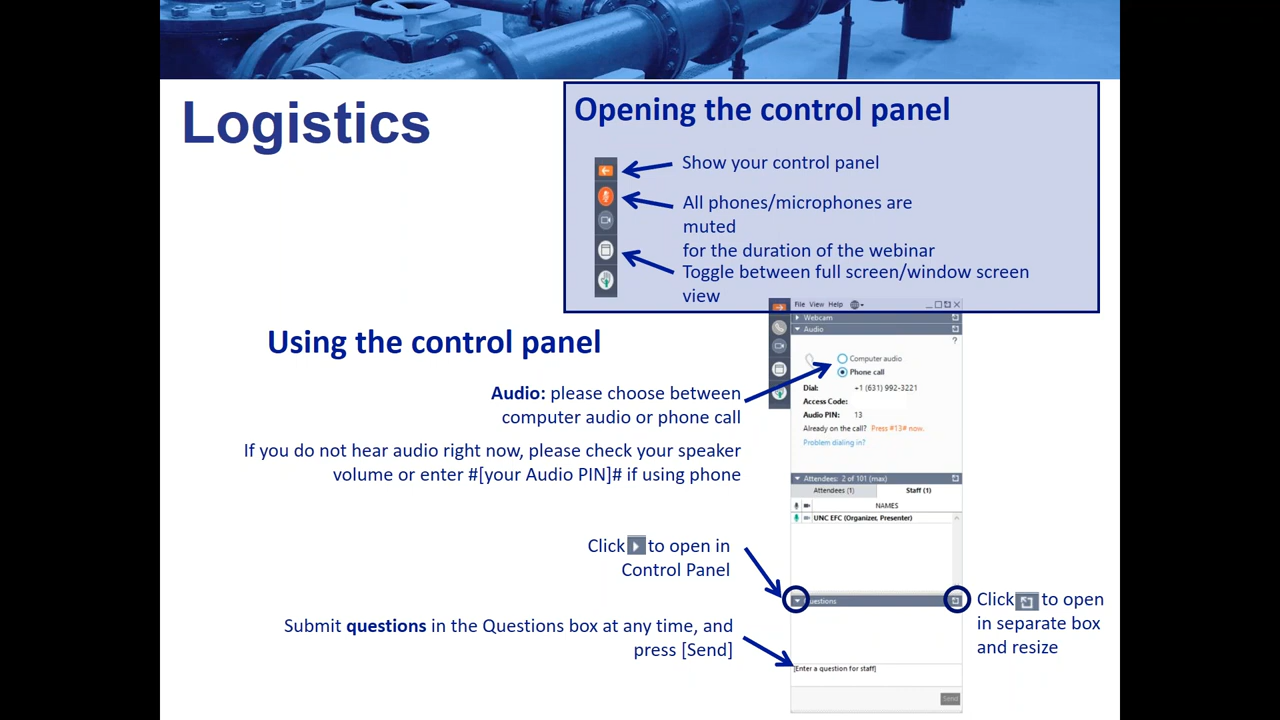 Logistics
Opening the control panel
Show your control panel
All phones/microphones are
muted
for the duration of the webinar
Toggle between full screen/window screen
view
Using the control panel
Audio: please choose between
computer audio or phone call
If you do not hear audio right now, please check your speaker
volume or enter #[your Audio PIN]# if using phone
Click to open in
Control Panel
Submit questions in the Questions box at any time, and
press [Send]
File View Help
Webcam
Audio
?
Computer audio
Phone call
Dial: +1 (631) 992-3221
Access Code:
Audio PIN: 13
Already on the call? Press #13# now.
Problem dialing in?
Attendees: 2 of 101 (max)
Attendees (1) Staff (1)
NAMES
UNC EFC (Organizer, Presenter)
uestions
[Enter a question for staff]
Send
Click to open
in separate box
and resize